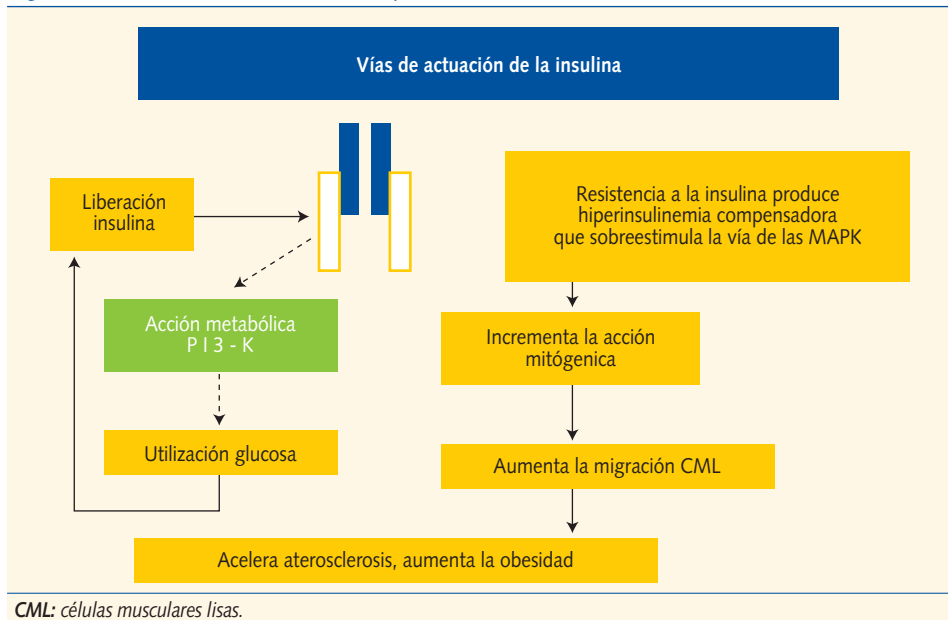 Vías de actuación de la insulina
Liberación
insulina
Resistencia a la insulina produce
hiperinsulinemia compensadora
que sobreestimula la vía de las MAPK
Acción metabólica
P I 3 - K
Incrementa la acción
mitógenica
Utilización glucosa
Aumenta la migración CML
Acelera aterosclerosis, aumenta la obesidad
CML: células musculares lisas.